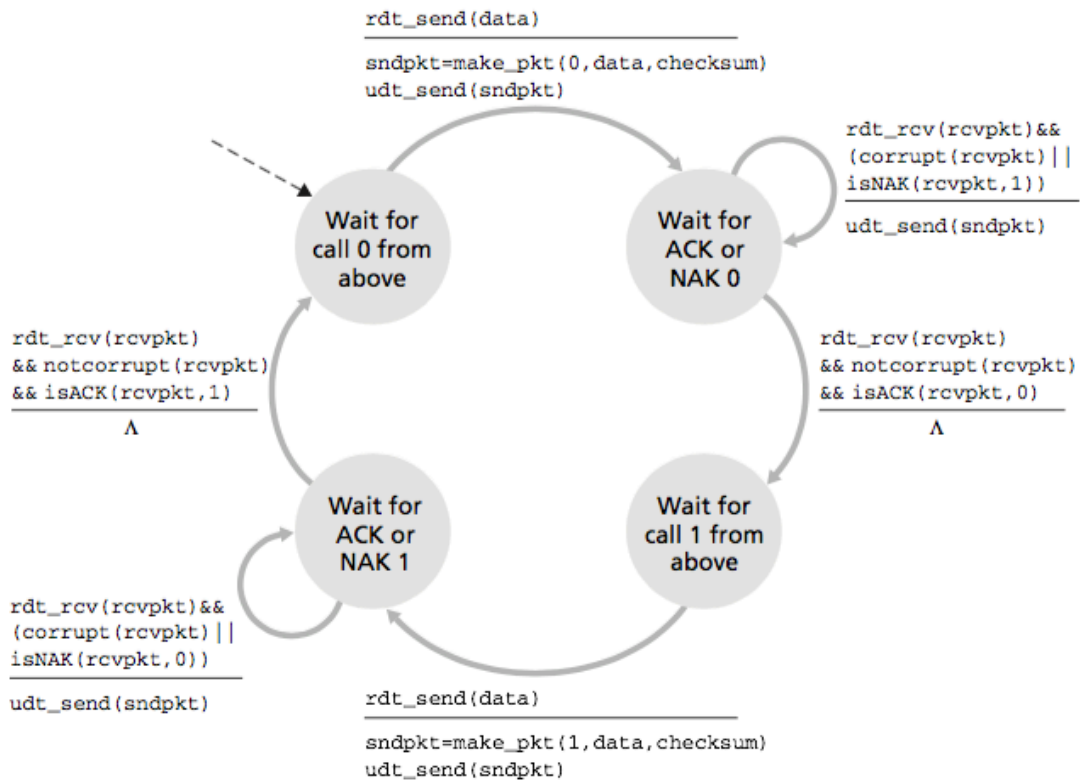 rdt_send(data)
sndpkt=make_pkt(0,data,checksum)
udt_send(sndpkt)
rdt_rcv(rcvpkt)&&
(corrupt(rcvpkt)||
isNAK(rcvpkt,1))
udt_send(sndpkt)
Wait for
call 0 from
above
Wait for
ACK or
NAK 0
rdt_rcv(rcvpkt)
&& notcorrupt(rcvpkt)
&& isACK(rcvpkt,1)
Λ
rdt_rcv(rcvpkt)
&& notcorrupt(rcvpkt)
&& isACK(rcvpkt,0)
Λ
Wait for
ACK or
NAK 1
Wait for
call 1 from
above
rdt_rcv(rcvpkt)&&
(corrupt(rcvpkt)||
isNAK(rcvpkt,0))
udt_send(sndpkt)
rdt_send(data)
sndpkt=make_pkt(1,data,checksum)
udt_send(sndpkt)